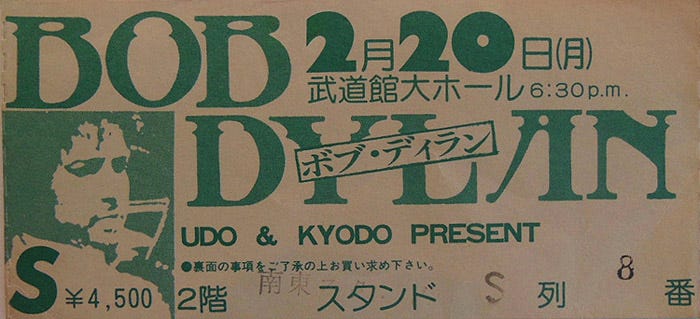 BOB
2月20日(月)
武道館大ホール 6:30p.m.
DYLAN
ボブ・ディラン
UDO & KYODO PRESENT
●裏面の事項をご了承の上お買い求め下さい。
S ¥4,500 2階 南東 スタンド S 列 8 番